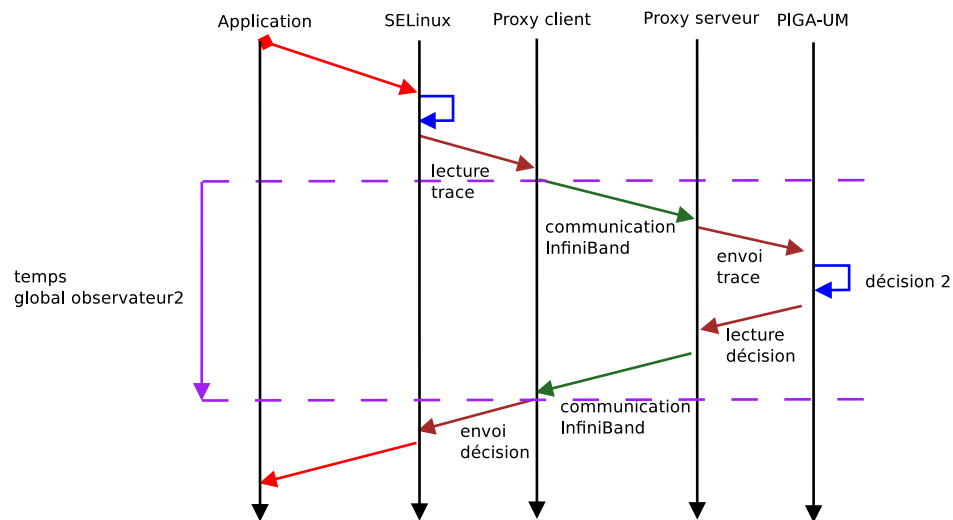 Application
SELinux
Proxy client
Proxy serveur
PIGA-UM
lecture
trace
communication
InfiniBand
envoi
trace
temps
global observateur2
décision 2
lecture
décision
communication
InfiniBand
envoi
décision